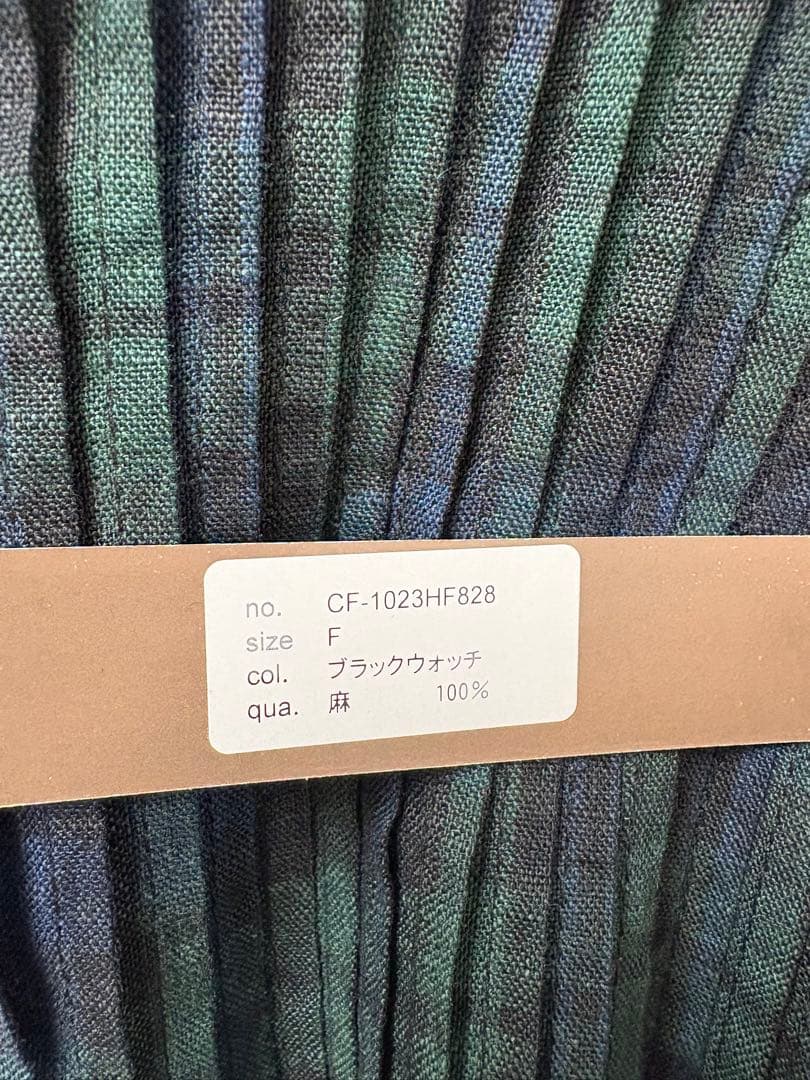 no. CF-1023HF828
size F
col. ブラックウォッチ
qua. 麻 100%